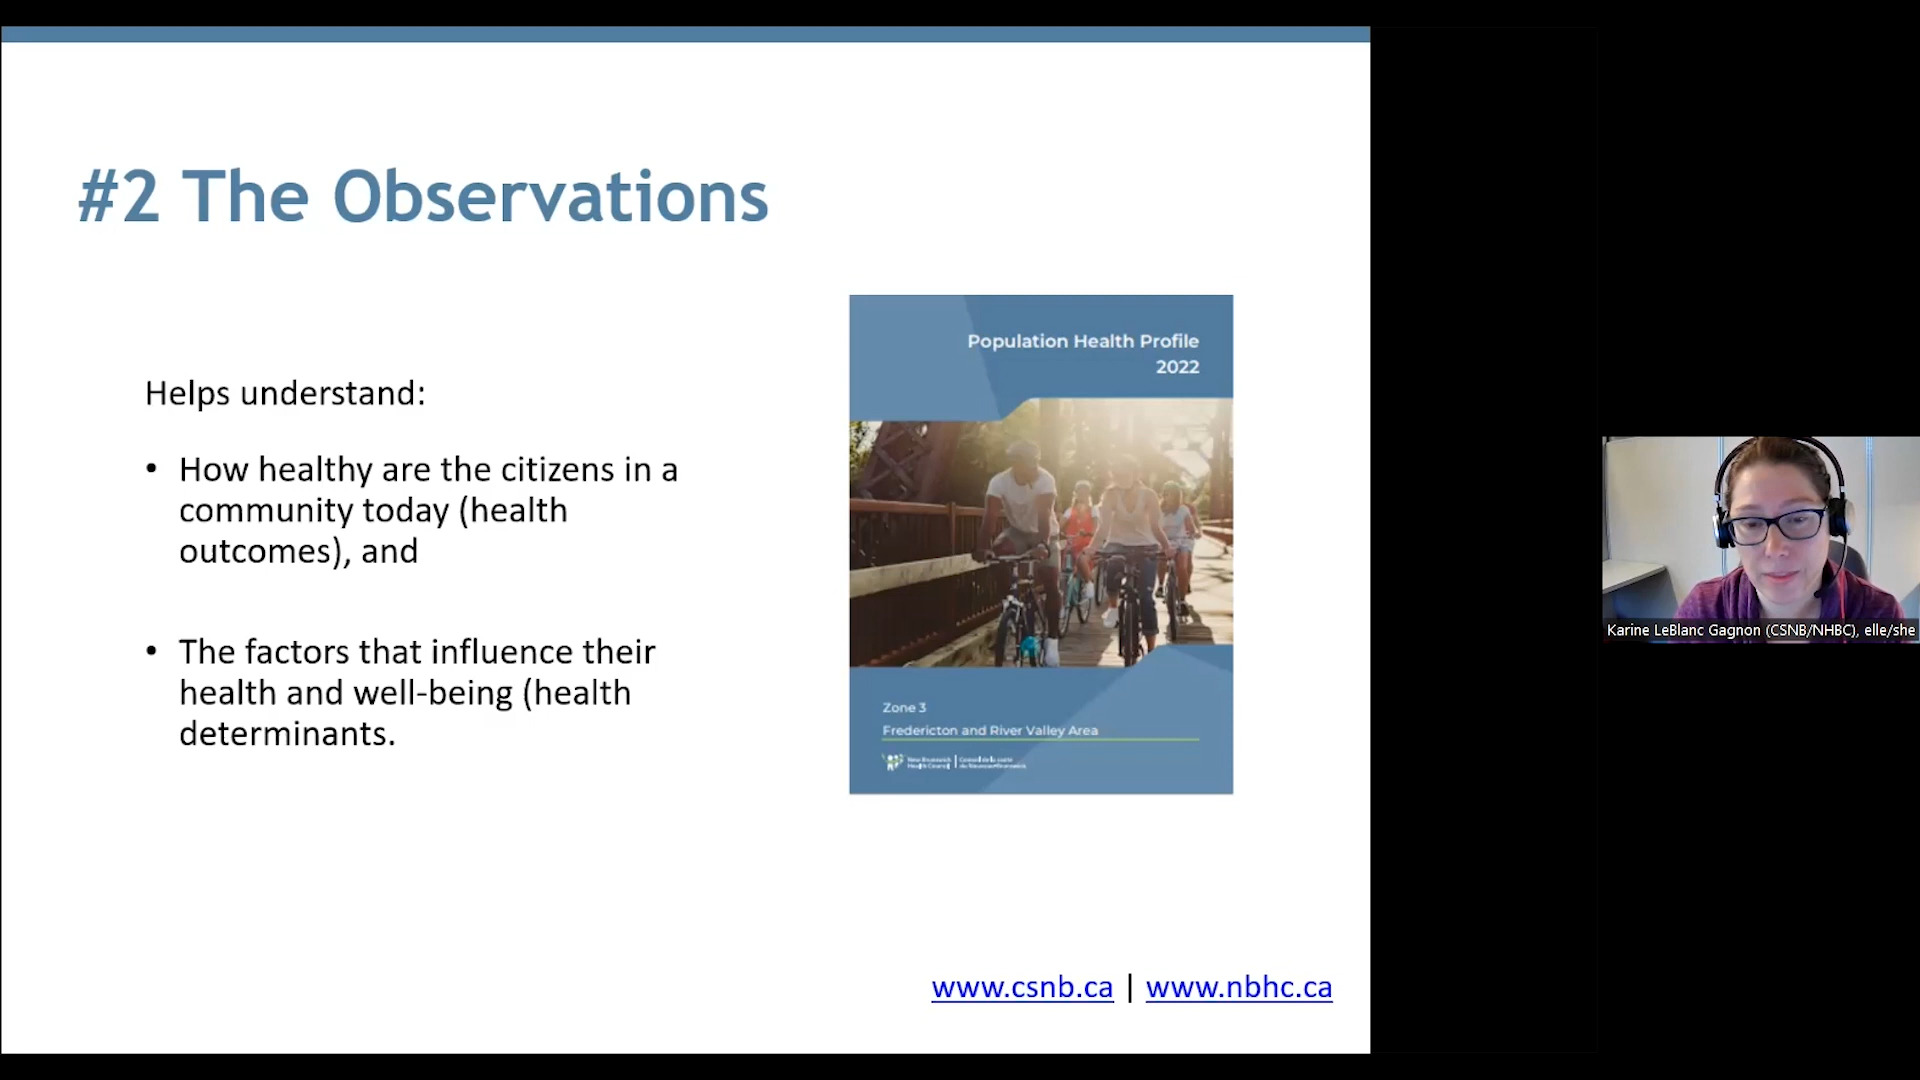 #2 The Observations
Helps understand:
• How healthy are the citizens in a
community today (health
outcomes), and
• The factors that influence their
health and well-being (health
determinants.
Population Health Profile
2022
Zone 3
Fredericton and River Valley Area
New Brunswick
Health Council
Conseil de la santé
du Nouveau-Brunswick
www.csnb.ca | www.nbhc.ca
Karine LeBlanc Gagnon (CSNB/NHBC), elle/she